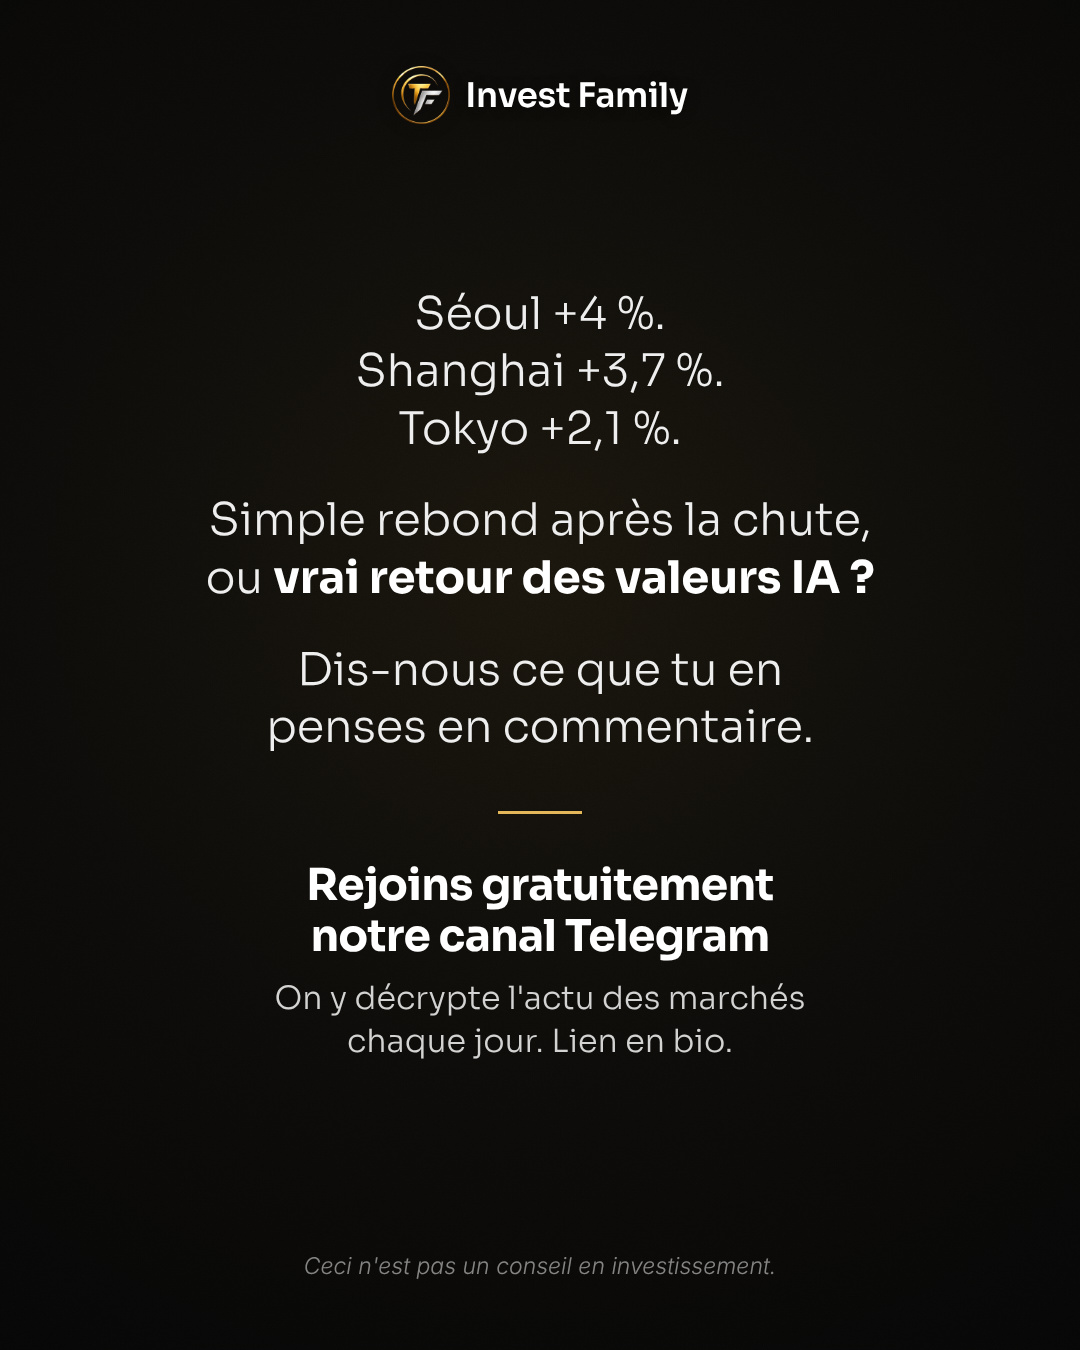 TF Invest Family
Séoul +4 %.
Shanghai +3,7 %.
Tokyo +2,1 %.
Simple rebond après la chute,
ou vrai retour des valeurs IA ?
Dis-nous ce que tu en
penses en commentaire.
Rejoins gratuitement
notre canal Telegram
On y décrypte l'actu des marchés
chaque jour. Lien en bio.
Ceci n'est pas un conseil en investissement.